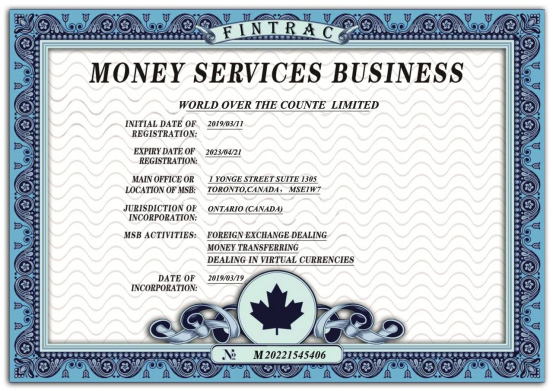 FINTRAC
MONEY SERVICES BUSINESS
WORLD OVER THE COUNTE LIMITED
INITIAL DATE OF REGISTRATION: 2019/03/11
EXPIRY DATE OF REGISTRATION: 2023/04/21
MAIN OFFICE OR LOCATION OF MSB: 1 YONGE STREET SUITE 1305
TORONTO,CANADA, MSE1W7
JURISDICTION OF INCORPORATION: ONTARIO (CANADA)
MSB ACTIVITIES: FOREIGN EXCHANGE DEALING
MONEY TRANSFERRING
DEALING IN VIRTUAL CURRENCIES
DATE OF INCORPORATION: 2019/03/19
№ M20221545406